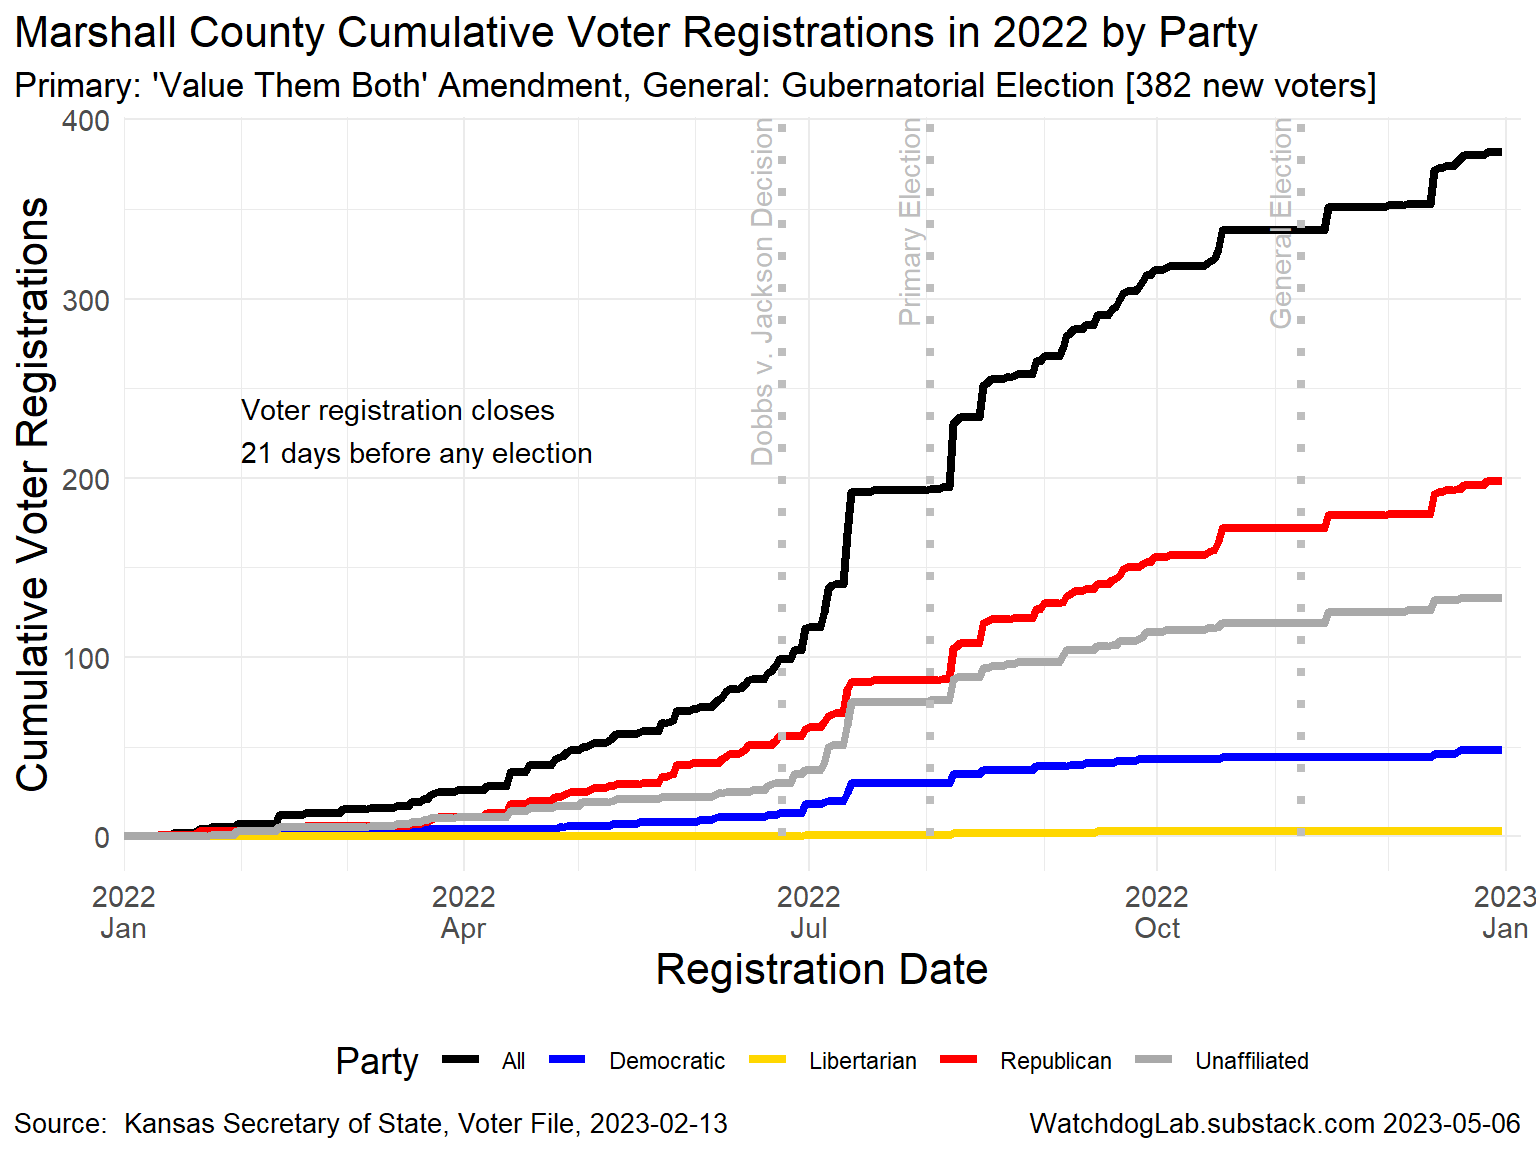 Marshall County Cumulative Voter Registrations in 2022 by Party
Primary: 'Value Them Both' Amendment, General: Gubernatorial Election [382 new voters]
Cumulative Voter Registrations
400
300
200
100
0
Dobbs v. Jackson Decision
Primary Election
General Election
Voter registration closes
21 days before any election
2022 2022 2022 2022 2023
Jan Apr Jul Oct Jan
Registration Date
Party All Democratic Libertarian Republican Unaffiliated
Source:  Kansas Secretary of State, Voter File, 2023-02-13
WatchdogLab.substack.com 2023-05-06